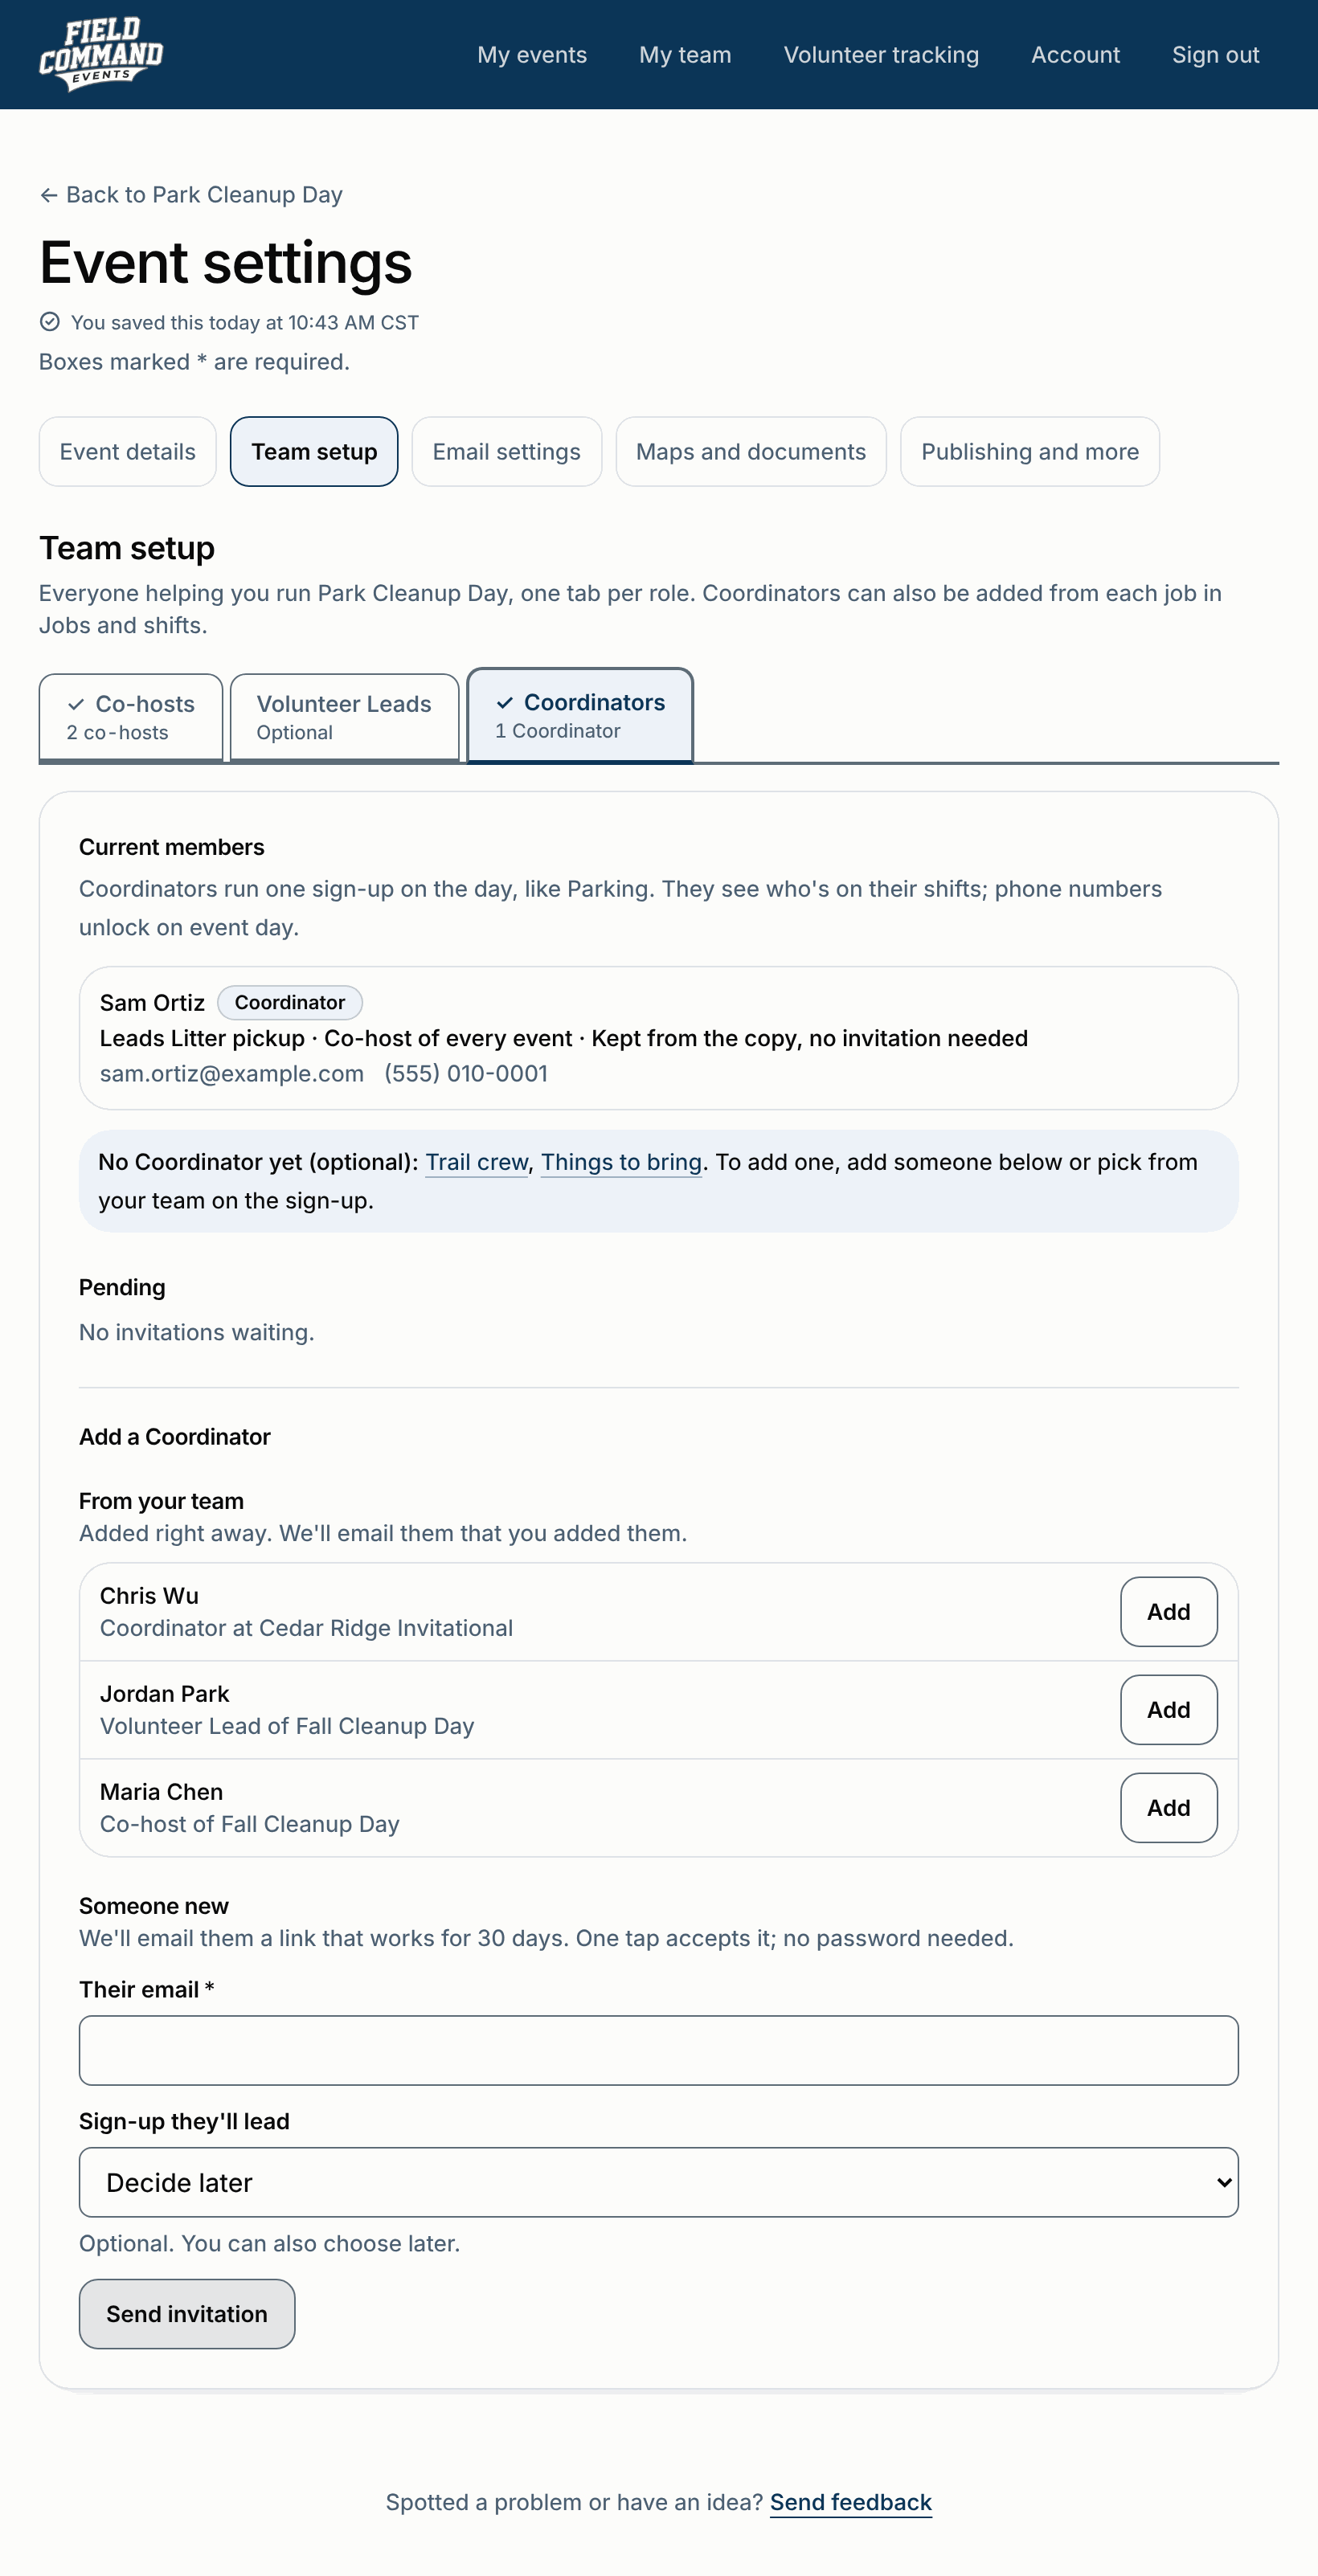 FIELD
COMMAND
EVENTS
My events
My team
Volunteer tracking
Account
Sign out
← Back to Park Cleanup Day
Event settings
You saved this today at 10:43 AM CST
Boxes marked * are required.
Event details
Team setup
Email settings
Maps and documents
Publishing and more
Team setup
Everyone helping you run Park Cleanup Day, one tab per role. Coordinators can also be added from each job in
Jobs and shifts.
✓ Co-hosts
2 co-hosts
Volunteer Leads
Optional
✓ Coordinators
1 Coordinator
Current members
Coordinators run one sign-up on the day, like Parking. They see who's on their shifts; phone numbers
unlock on event day.
Sam Ortiz Coordinator
Leads Litter pickup · Co-host of every event · Kept from the copy, no invitation needed
sam.ortiz@example.com (555) 010-0001
No Coordinator yet (optional): Trail crew, Things to bring. To add one, add someone below or pick from
your team on the sign-up.
Pending
No invitations waiting.
Add a Coordinator
From your team
Added right away. We'll email them that you added them.
Chris Wu
Coordinator at Cedar Ridge Invitational
Add
Jordan Park
Volunteer Lead of Fall Cleanup Day
Add
Maria Chen
Co-host of Fall Cleanup Day
Add
Someone new
We'll email them a link that works for 30 days. One tap accepts it; no password needed.
Their email *
Sign-up they'll lead
Decide later
Optional. You can also choose later.
Send invitation
Spotted a problem or have an idea? Send feedback